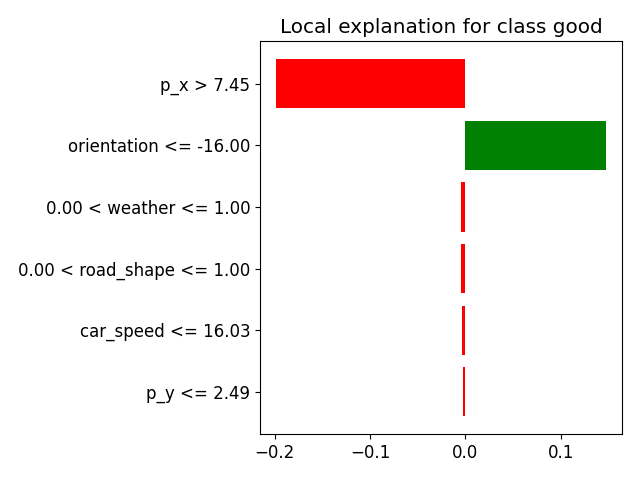 Local explanation for class good
p_x > 7.45
orientation <= -16.00
0.00 < weather <= 1.00
0.00 < road_shape <= 1.00
car_speed <= 16.03
p_y <= 2.49
−0.2 −0.1 0.0 0.1